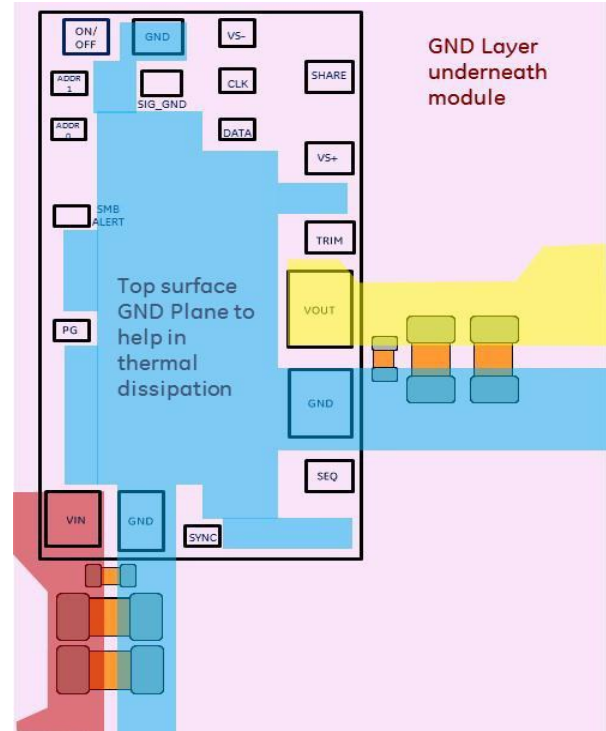 ON/
OFF
GND
VS-
GND Layer
underneath
module
ADDR
1
SIG_GND
CLK
SHARE
ADDR
0
DATA
VS+
SMB
ALERT
TRIM
Top surface
GND Plane to
help in
thermal
dissipation
VOUT
PG
GND
SEQ
VIN
GND
SYNC